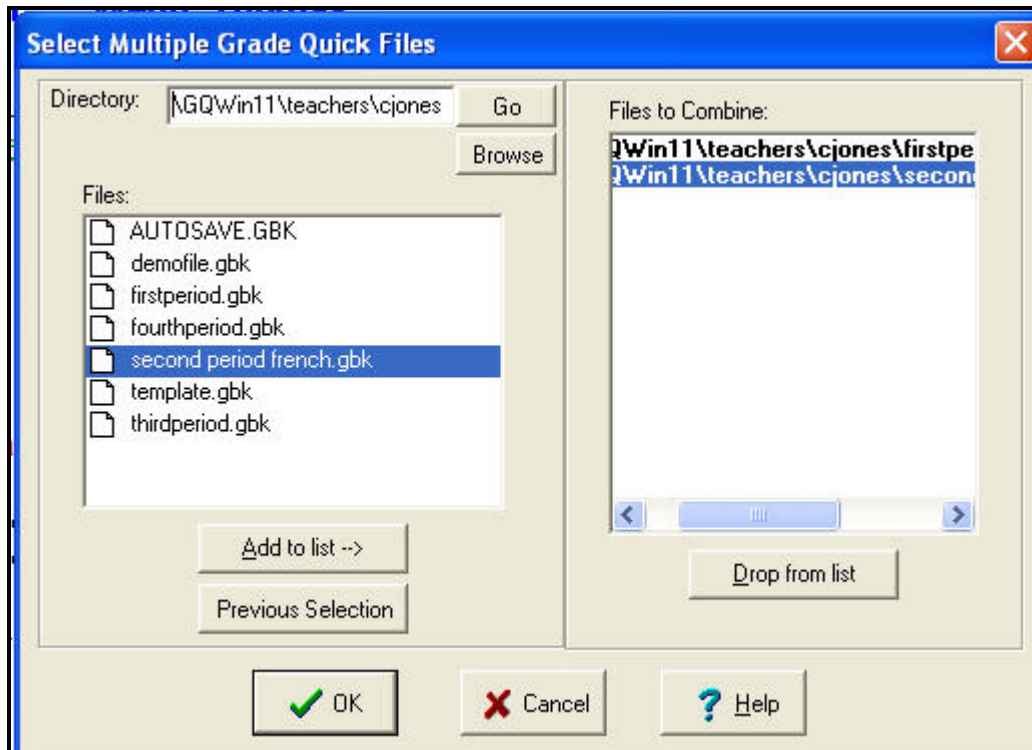 Select Multiple Grade Quick Files
Directory:
\GQWin11\teachers\cjones
Go
Browse
Files:
AUTOSAVE.GBK
demofile.gbk
firstperiod.gbk
fourthperiod.gbk
second period french.gbk
template.gbk
thirdperiod.gbk
Add to list -->
Previous Selection
Files to Combine:
QWin11\teachers\cjones\firstpe
QWin11\teachers\cjones\second
Drop from list
OK
Cancel
Help